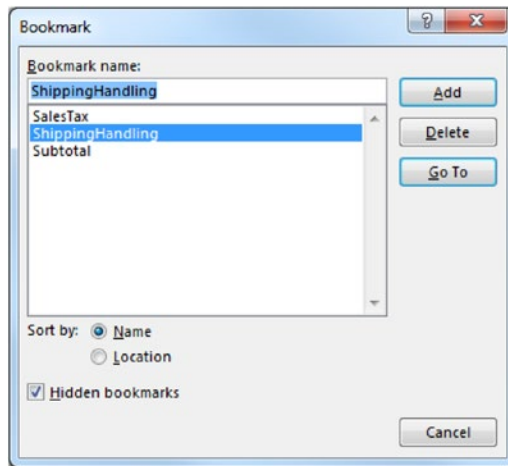 Bookmark
?
Bookmark name:
ShippingHandling
Add
SalesTax
ShippingHandling
Subtotal
Delete
Go To
Sort by: Name
Location
Hidden bookmarks
Cancel